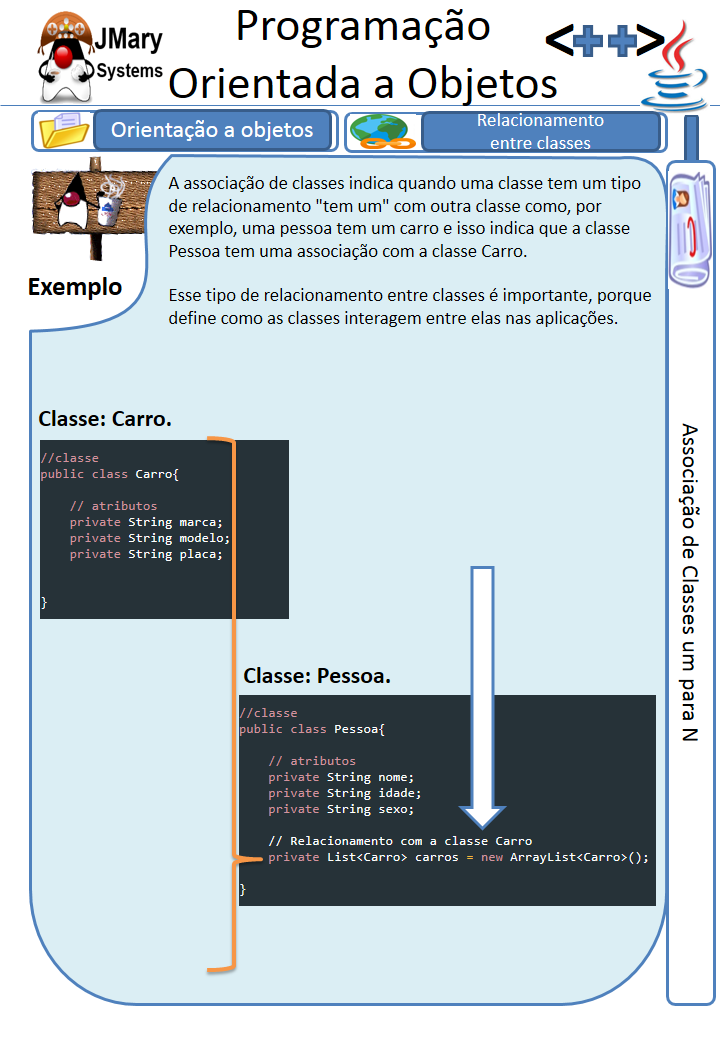 JMary
Systems
Programação
Orientada a Objetos
<++>
Orientação a objetos
Relacionamento
entre classes
A associação de classes indica quando uma classe tem um tipo
de relacionamento "tem um" com outra classe como, por
exemplo, uma pessoa tem um carro e isso indica que a classe
Pessoa tem uma associação com a classe Carro.
Exemplo
Esse tipo de relacionamento entre classes é importante, porque
define como as classes interagem entre elas nas aplicações.
Classe: Carro.
//classe
public class Carro{
// atributos
private String marca;
private String modelo;
private String placa;
}
Classe: Pessoa.
//classe
public class Pessoa{
// atributos
private String nome;
private String idade;
private String sexo;
// Relacionamento com a classe Carro
private List<Carro> carros = new ArrayList<Carro>();
}
Associação de Classes um para N